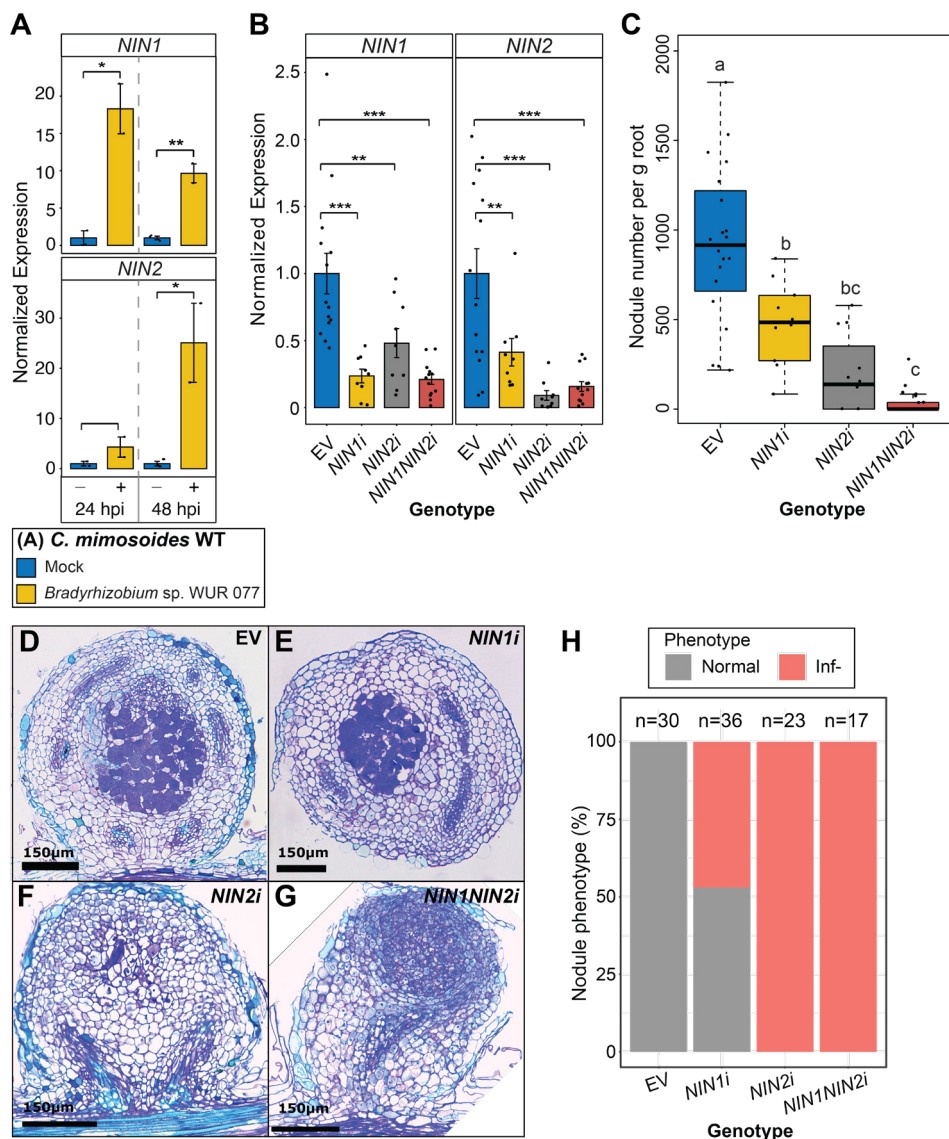 A
NIN1
*
**
20
15
10
5
0
NIN2
*
30
20
10
0
Normalized Expression
− + − +
24 hpi 48 hpi
(A) C. mimosoides WT
Mock
Bradyrhizobium sp. WUR 077
B
NIN1 NIN2
2.5
2.0
1.5
1.0
0.5
0
Normalized Expression
*** ***
** ***
*** **
EV NIN1i NIN2i NIN1NIN2i EV NIN1i NIN2i NIN1NIN2i
Genotype
C
2000
1500
1000
500
0
Nodule number per g root
a
b
bc
c
EV NIN1i NIN2i NIN1NIN2i
Genotype
D EV
150µm
E NIN1i
150µm
F NIN2i
150µm
G NIN1NIN2i
150µm
H
Phenotype
Normal Inf-
n=30 n=36 n=23 n=17
100
75
50
25
0
Nodule phenotype (%)
EV NIN1i NIN2i NIN1NIN2i
Genotype